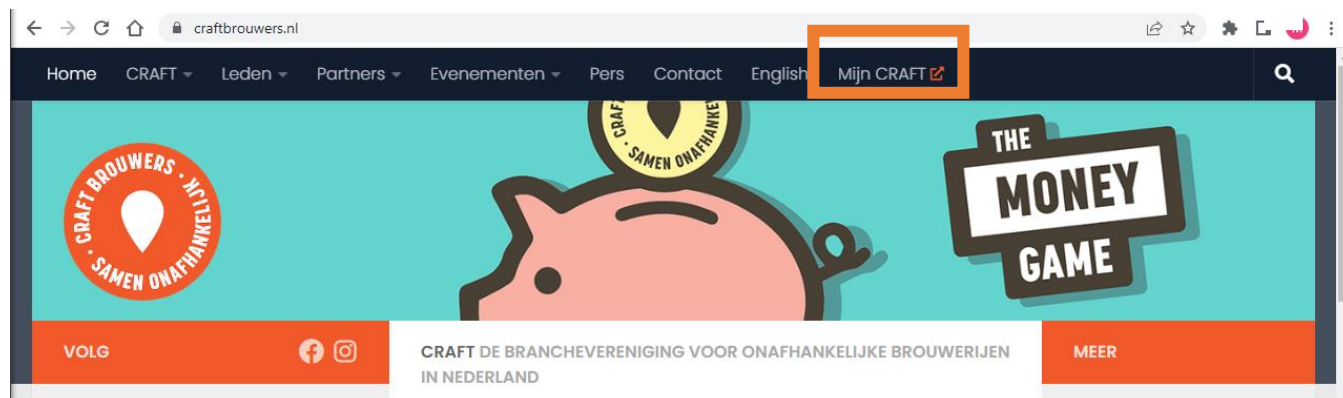 craftbrouwers.nl
Home CRAFT Leden Partners Evenementen Pers Contact English Mijn CRAFT
CRAFT BROUWERS · SAMEN ONAFHANKELIJK ·
CRAFT
· SAMEN ONAFHANKE
THE
MONEY
GAME
VOLG
CRAFT DE BRANCHEVERENIGING VOOR ONAFHANKELIJKE BROUWERIJEN
IN NEDERLAND
MEER